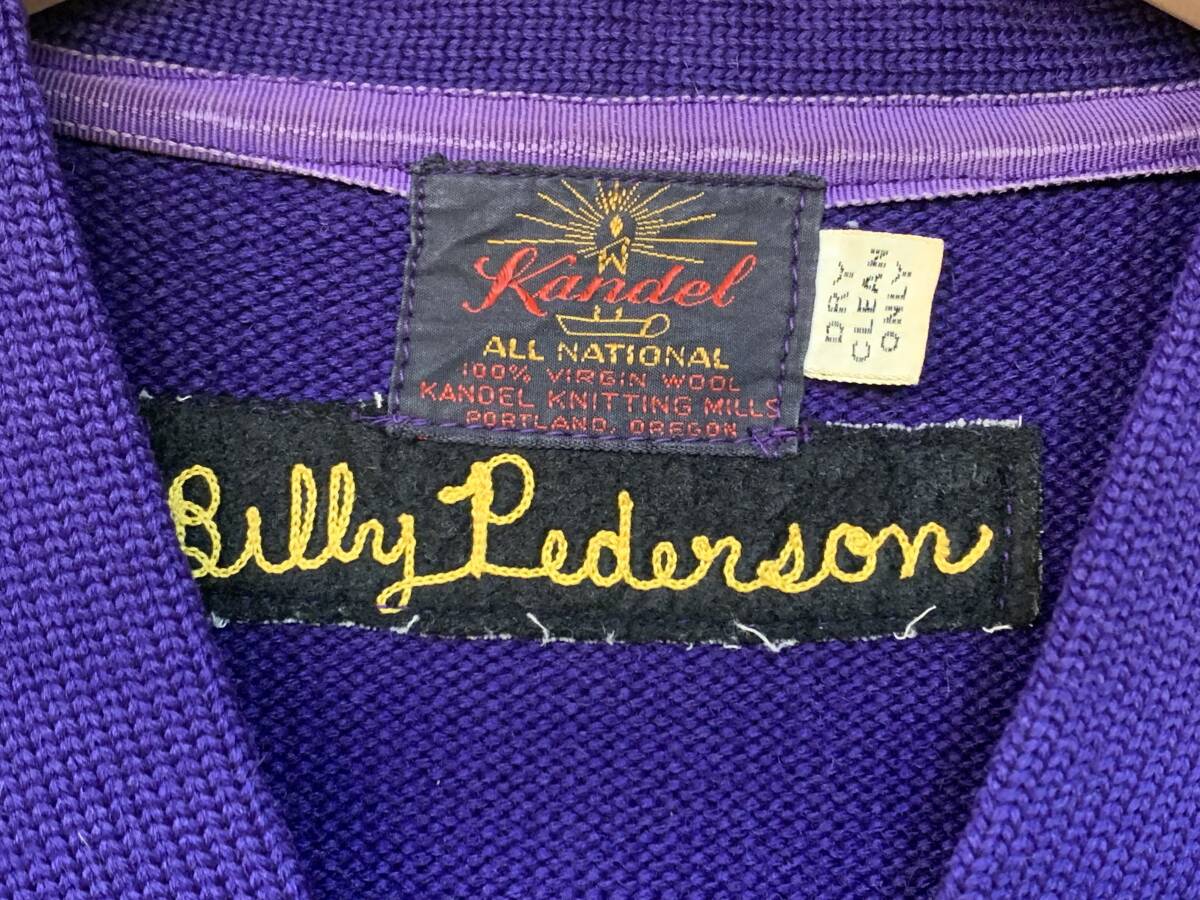 Kandel
ALL NATIONAL
100% VIRGIN WOOL
KANDEL KNITTING MILLS
PORTLAND, OREGON
DRY
CLEAN
ONLY
Billy Pederson